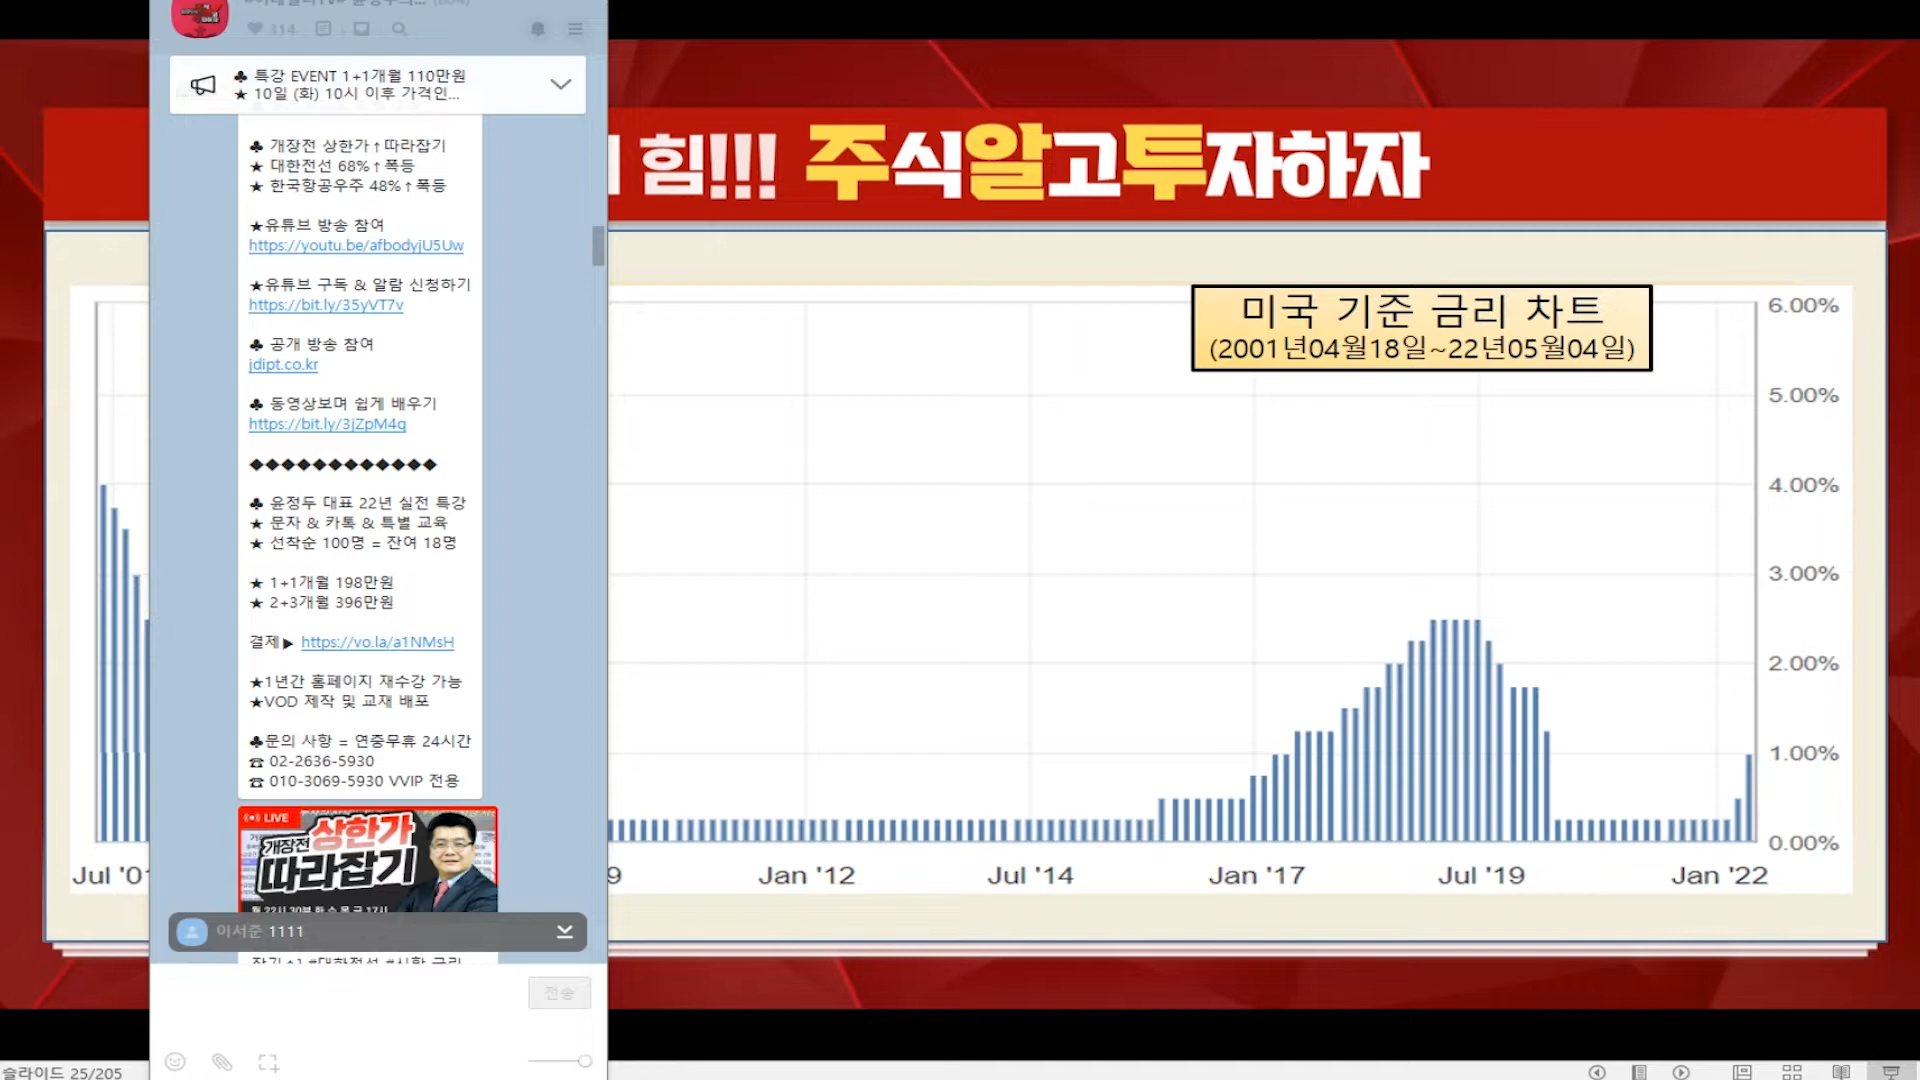 314
♣ 특강 EVENT 1+1개월 110만원
★ 10일 (화) 10시 이후 가격인...
♣ 개장전 상한가↑따라잡기
★ 대한전선 68%↑폭등
★ 한국항공우주 48%↑폭등
★유튜브 방송 참여
https://youtu.be/afbodyjU5Uw
★유튜브 구독 & 알람 신청하기
https://bit.ly/35yVT7v
♣ 공개 방송 참여
jdipt.co.kr
♣ 동영상보며 쉽게 배우기
https://bit.ly/3jZpM4q
◆◆◆◆◆◆◆◆◆◆◆◆
♣ 윤정두 대표 22년 실전 특강
★ 문자 & 카톡 & 특별 교육
★ 선착순 100명 = 잔여 18명
★ 1+1개월 198만원
★ 2+3개월 396만원
결제▶ https://vo.la/a1NMsH
★1년간 홈페이지 재수강 가능
★VOD 제작 및 교재 배포
♣문의 사항 = 연중무휴 24시간
☎ 02-2636-5930
☎ 010-3069-5930 VVIP 전용
LIVE
개장전 상한가
따라잡기
이서준 1111
전송
힘!!! 주식알고투자하자
미국 기준 금리 차트
(2001년04월18일~22년05월04일)
6.00%
5.00%
4.00%
3.00%
2.00%
1.00%
0.00%
Jul '0
9
Jan '12
Jul '14
Jan '17
Jul '19
Jan '22
슬라이드 25/205